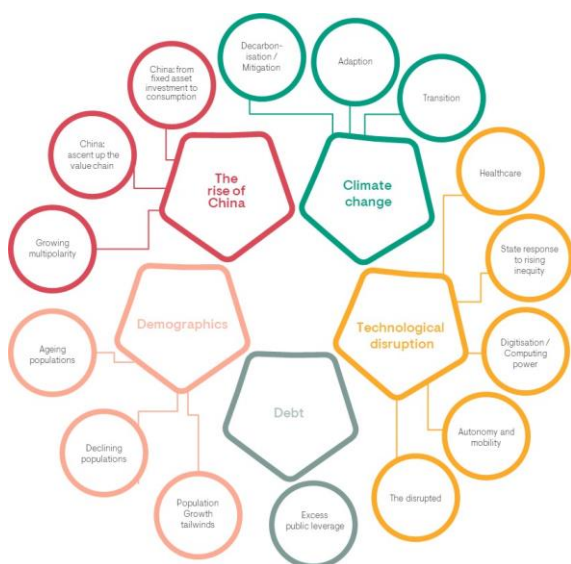 Decarbon-
isation /
Mitigation
Adaption
Transition
China: from
fixed asset
investment to
consumption
China:
ascent up the
value chain
Growing
multipolarity
The
rise of
China
Climate
change
Healthcare
State response
to rising
inequity
Digitisation /
Computing
power
Autonomy and
mobility
The disrupted
Technological
disruption
Demographics
Ageing
populations
Declining
populations
Population
Growth
tailwinds
Debt
Excess
public leverage